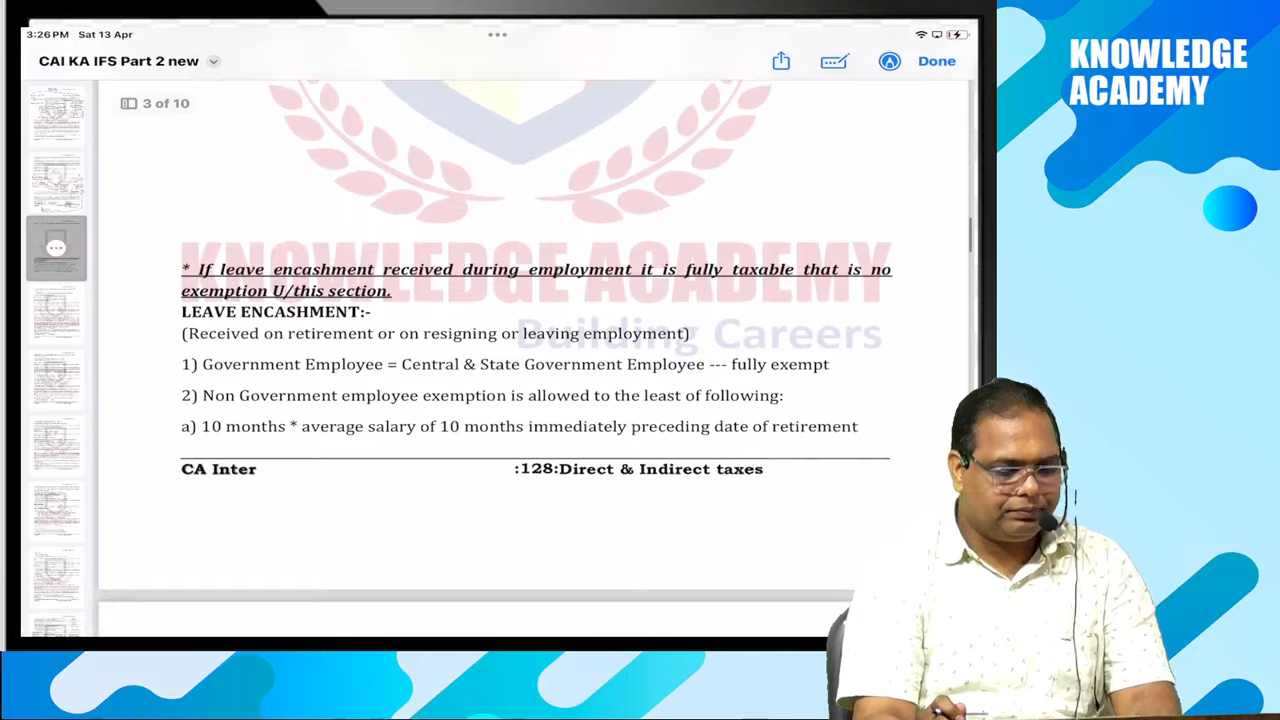 3:26 PM Sat 13 Apr
CAI KA IFS Part 2 new
Done
KNOWLEDGE
ACADEMY
3 of 10
KNOWLEDGE ACADEMY
Building Careers
* If leave encashment received during employment it is fully taxable that is no
exemption U/this section.
LEAVE ENCASHMENT:-
(Received on retirement or on resigning or leaving employment)
1) Government Employee = Central & State Government Employee --- fully exempt
2) Non Government employee exemption is allowed to the least of following:
a) 10 months * average salary of 10 months immediately preceding date of retirement
CA Inter :128:Direct & Indirect taxes